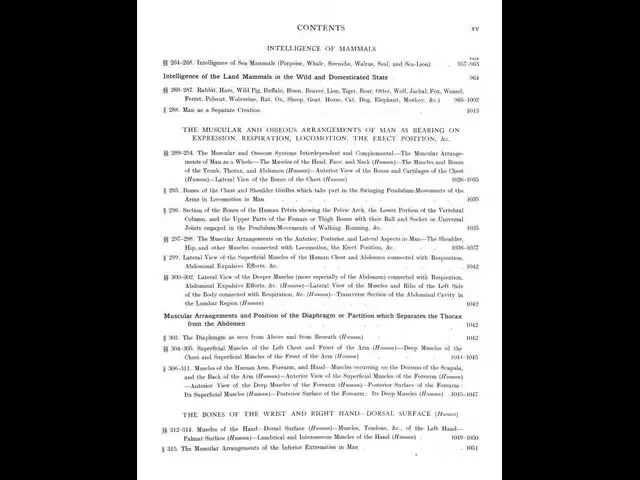 CONTENTS xv
INTELLIGENCE OF MAMMALS
PAGE
§§ 264-268. Intelligence of Sea Mammals (Porpoise, Whale, Sirenidæ, Walrus, Seal, and Sea-Lion) . 957-963
Intelligence of the Land Mammals in the Wild and Domesticated State . 964
§§ 269-287. Rabbit, Hare, Wild Pig, Buffalo, Bison, Beaver, Lion, Tiger, Bear, Otter, Wolf, Jackal; Fox, Weasel,
Ferret, Polecat, Wolverine, Rat, Ox, Sheep, Goat, Horse, Cat, Dog, Elephant, Monkey, &c.) 966-1002
§ 288. Man as a Separate Creation . 1013
THE MUSCULAR AND OSSEOUS ARRANGEMENTS OF MAN AS BEARING ON
EXPRESSION, RESPIRATION, LOCOMOTION, THE ERECT POSITION, &c.
§§ 289-294. The Muscular and Osseous Systems Interdependent and Complemental—The Muscular Arrange-
ments of Man as a Whole—The Muscles of the Head, Face, and Neck (Human)—The Muscles and Bones
of the Trunk, Thorax, and Abdomen (Human)—Anterior View of the Bones and Cartilages of the Chest
(Human)—Lateral View of the Bones of the Chest (Human) 1026-1035
§ 295. Bones of the Chest and Shoulder Girdles which take part in the Swinging Pendulum-Movements of the
Arms in Locomotion in Man . 1035
§ 296. Section of the Bones of the Human Pelvis showing the Pelvic Arch, the Lower Portion of the Vertebral
Column, and the Upper Parts of the Femurs or Thigh Bones with their Ball and Socket or Universal
Joints engaged in the Pendulum-Movements of Walking, Running, &c. 1035
§§ 297-298. The Muscular Arrangements on the Anterior, Posterior, and Lateral Aspects in Man—The Shoulder,
Hip, and other Muscles connected with Locomotion, the Erect Position, &c. 1036-1037
§ 299. Lateral View of the Superficial Muscles of the Human Chest and Abdomen connected with Respiration,
Abdominal Expulsive Efforts, &c. 1042
§§ 300-302. Lateral View of the Deeper Muscles (more especially of the Abdomen) connected with Respiration,
Abdominal Expulsive Efforts, &c. (Human)—Lateral View of the Muscles and Ribs of the Left Side
of the Body connected with Respiration, &c. (Human)—Transverse Section of the Abdominal Cavity in
the Lumbar Region (Human) 1042
Muscular Arrangements and Position of the Diaphragm or Partition which Separates the Thorax
from the Abdomen 1042
§ 303. The Diaphragm as seen from Above and from Beneath (Human) 1042
§§ 304-305. Superficial Muscles of the Left Chest and Front of the Arm (Human)—Deep Muscles of the
Chest and Superficial Muscles of the Front of the Arm (Human) 1044-1045
§ 306-311. Muscles of the Human Arm, Forearm, and Hand—Muscles occurring on the Dorsum of the Scapula,
and the Back of the Arm (Human)—Anterior View of the Superficial Muscles of the Forearm (Human)
—Anterior View of the Deep Muscles of the Forearm (Human)—Posterior Surface of the Forearm:
Its Superficial Muscles (Human)—Posterior Surface of the Forearm: Its Deep Muscles (Human) 1045-1047
THE BONES OF THE WRIST AND RIGHT HAND—DORSAL SURFACE (Human)
§§ 312-314. Muscles of the Hand—Dorsal Surface (Human)—Muscles, Tendons, &c., of the Left Hand—
Palmar Surface (Human)—Lumbrical and Interosseous Muscles of the Hand (Human) 1049-1050
§ 315. The Muscular Arrangements of the Inferior Extremities in Man . 1051